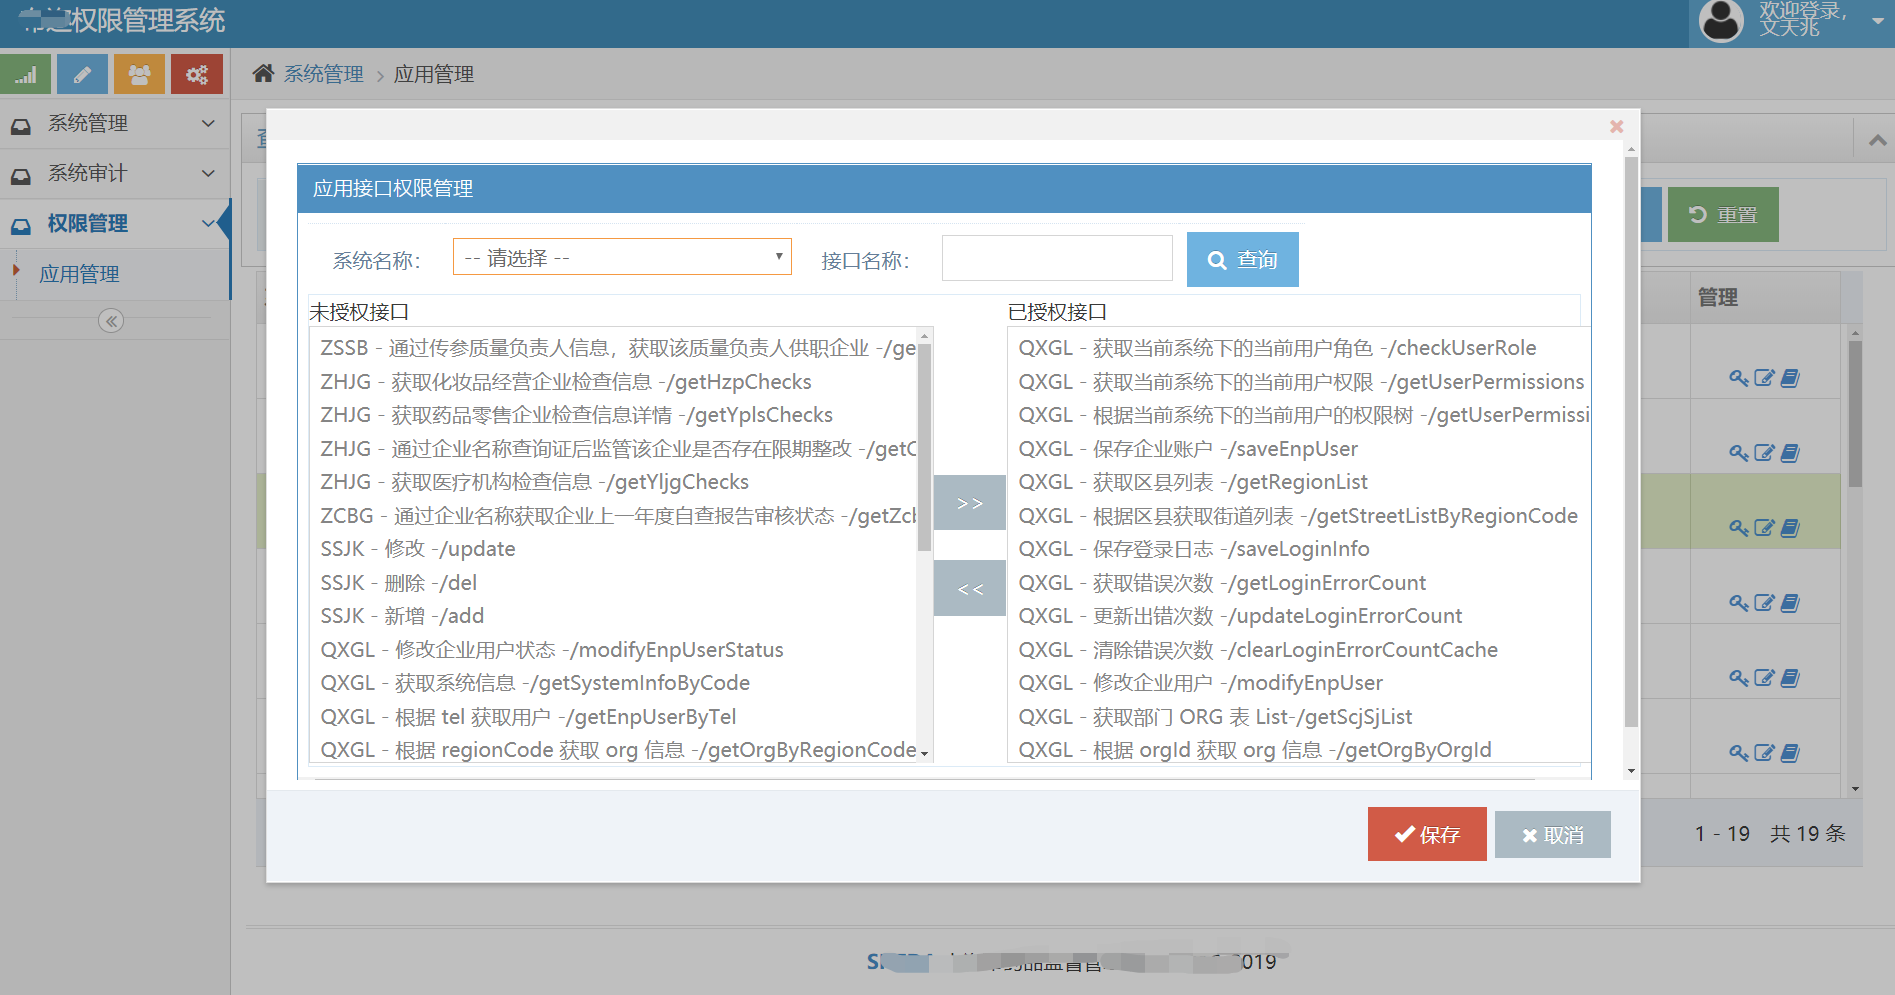 权限管理系统
欢迎登录,
文天兆
系统管理 > 应用管理
系统管理
系统审计
权限管理
应用管理
应用接口权限管理
重置
系统名称: -- 请选择 -- 接口名称: 查询
管理
未授权接口
ZSSB - 通过传参质量负责人信息，获取该质量负责人供职企业 -/ge
ZHJG - 获取化妆品经营企业检查信息 -/getHzpChecks
ZHJG - 获取药品零售企业检查信息详情 -/getYplsChecks
ZHJG - 通过企业名称查询证后监管该企业是否存在限期整改 -/getC
ZHJG - 获取医疗机构检查信息 -/getYljgChecks
ZCBG - 通过企业名称获取企业上一年度自查报告审核状态 -/getZcb
SSJK - 修改 -/update
SSJK - 删除 -/del
SSJK - 新增 -/add
QXGL - 修改企业用户状态 -/modifyEnpUserStatus
QXGL - 获取系统信息 -/getSystemInfoByCode
QXGL - 根据 tel 获取用户 -/getEnpUserByTel
QXGL - 根据 regionCode 获取 org 信息 -/getOrgByRegionCode
>>
<<
已授权接口
QXGL - 获取当前系统下的当前用户角色 -/checkUserRole
QXGL - 获取当前系统下的当前用户权限 -/getUserPermissions
QXGL - 根据当前系统下的当前用户的权限树 -/getUserPermissi
QXGL - 保存企业账户 -/saveEnpUser
QXGL - 获取区县列表 -/getRegionList
QXGL - 根据区县获取街道列表 -/getStreetListByRegionCode
QXGL - 保存登录日志 -/saveLoginInfo
QXGL - 获取错误次数 -/getLoginErrorCount
QXGL - 更新出错次数 -/updateLoginErrorCount
QXGL - 清除错误次数 -/clearLoginErrorCountCache
QXGL - 修改企业用户 -/modifyEnpUser
QXGL - 获取部门 ORG 表 List-/getScjSjList
QXGL - 根据 orgId 获取 org 信息 -/getOrgByOrgId
保存 取消
1 - 19 共 19 条
2019